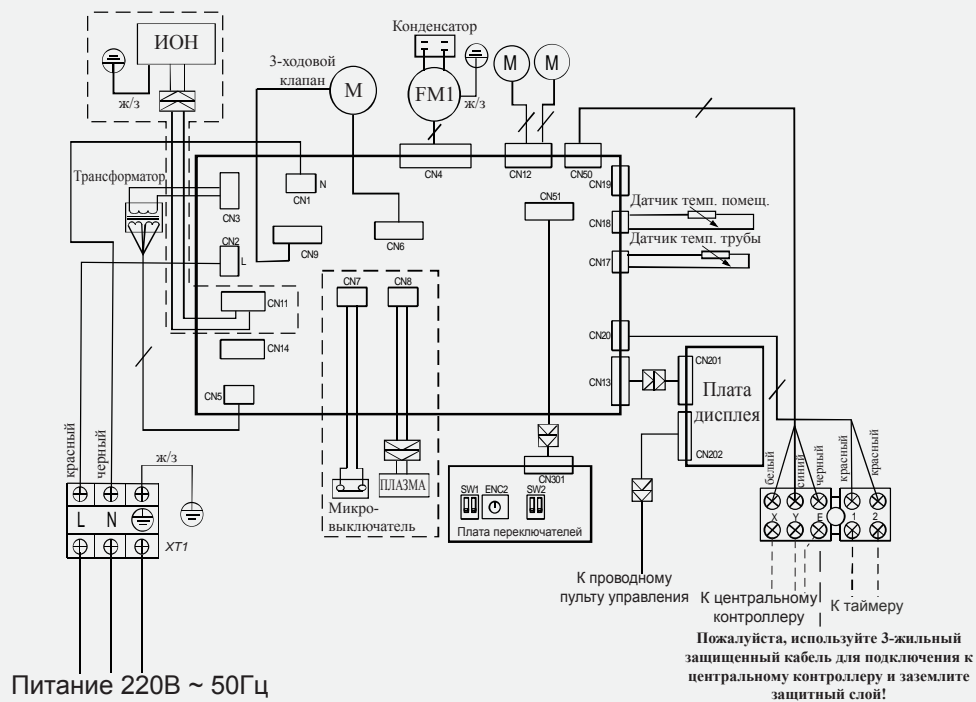 Конденсатор
ИОН
3-ходовой
клапан
ж/з
M
FM1
ж/з
M
M
Трансформатор
CN3
CN1
N
CN4
CN12
CN50
CN51
CN19
CN2
L
CN9
CN6
CN18
Датчик темп. помещ.
CN17
Датчик темп. трубы
CN11
CN7
CN8
CN14
CN20
CN5
CN13
CN201
Плата
дисплея
CN202
красный
черный
ж/з
L
N
XT1
ПЛАЗМА
Микро-
выключатель
CN301
SW1
ENC2
SW2
Плата переключателей
белый
синий
черный
красный
красный
X
Y
E
1
2
К проводному
пульту управления
К центральному
контроллеру
К таймеру
Пожалуйста, используйте 3-жильный
защищенный кабель для подключения к
центральному контроллеру и заземлите
защитный слой!
Питание 220В ~ 50Гц